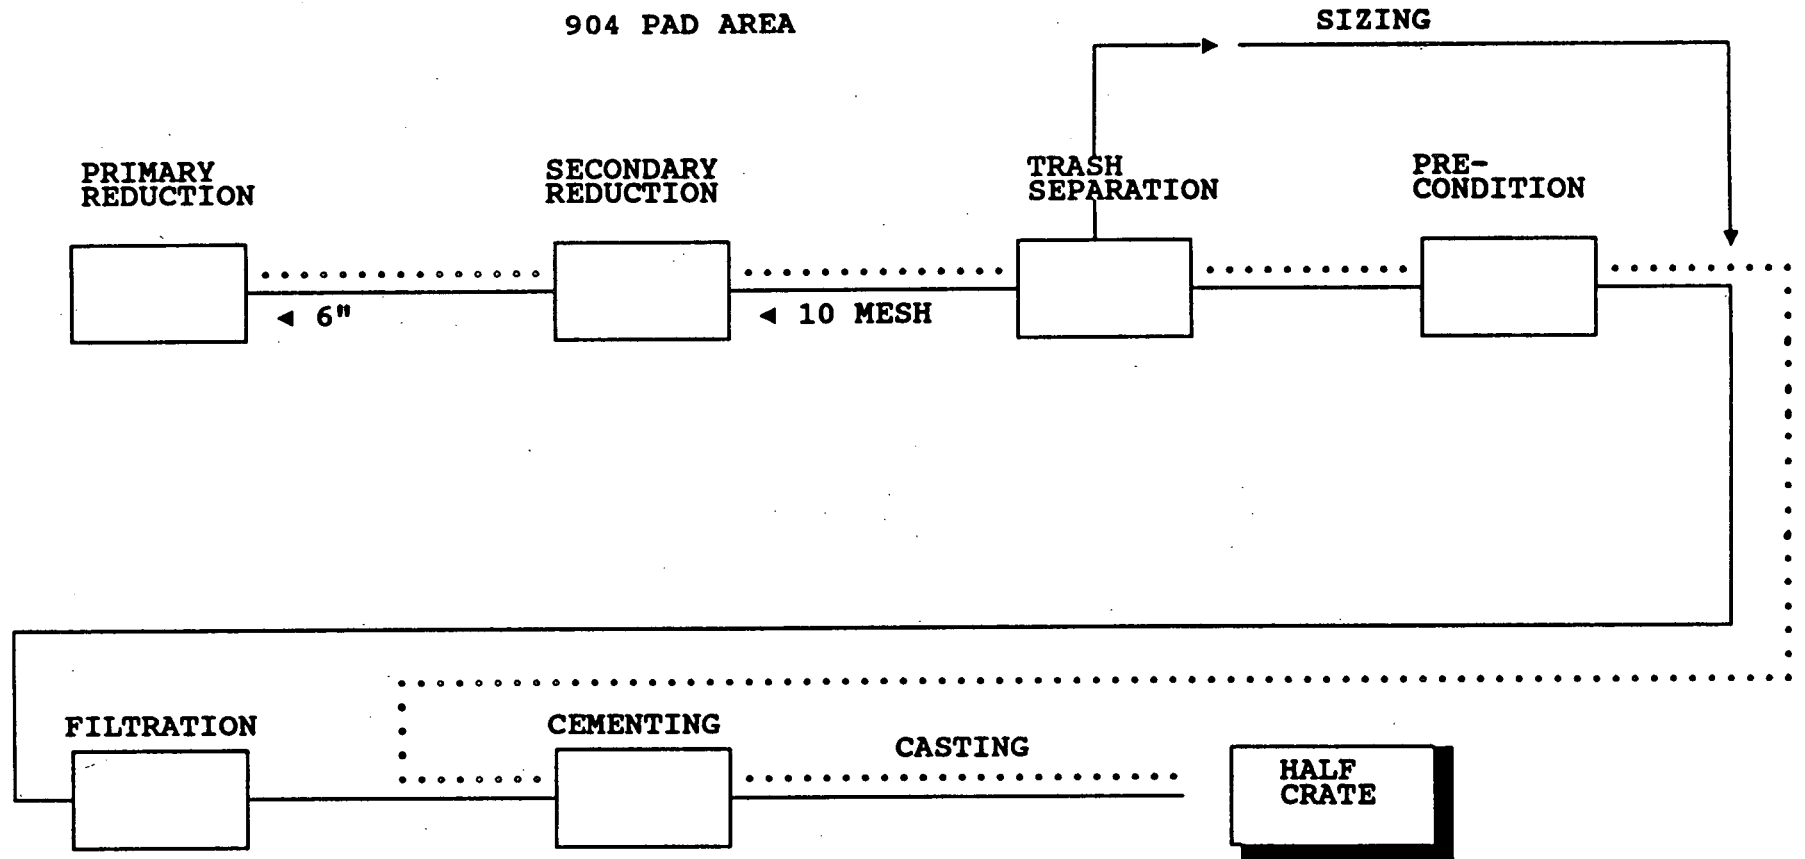 904 PAD AREA
SIZING
PRIMARY
REDUCTION
SECONDARY
REDUCTION
TRASH
SEPARATION
PRE-
CONDITION
◄ 6"
◄ 10 MESH
FILTRATION
CEMENTING
CASTING
HALF
CRATE